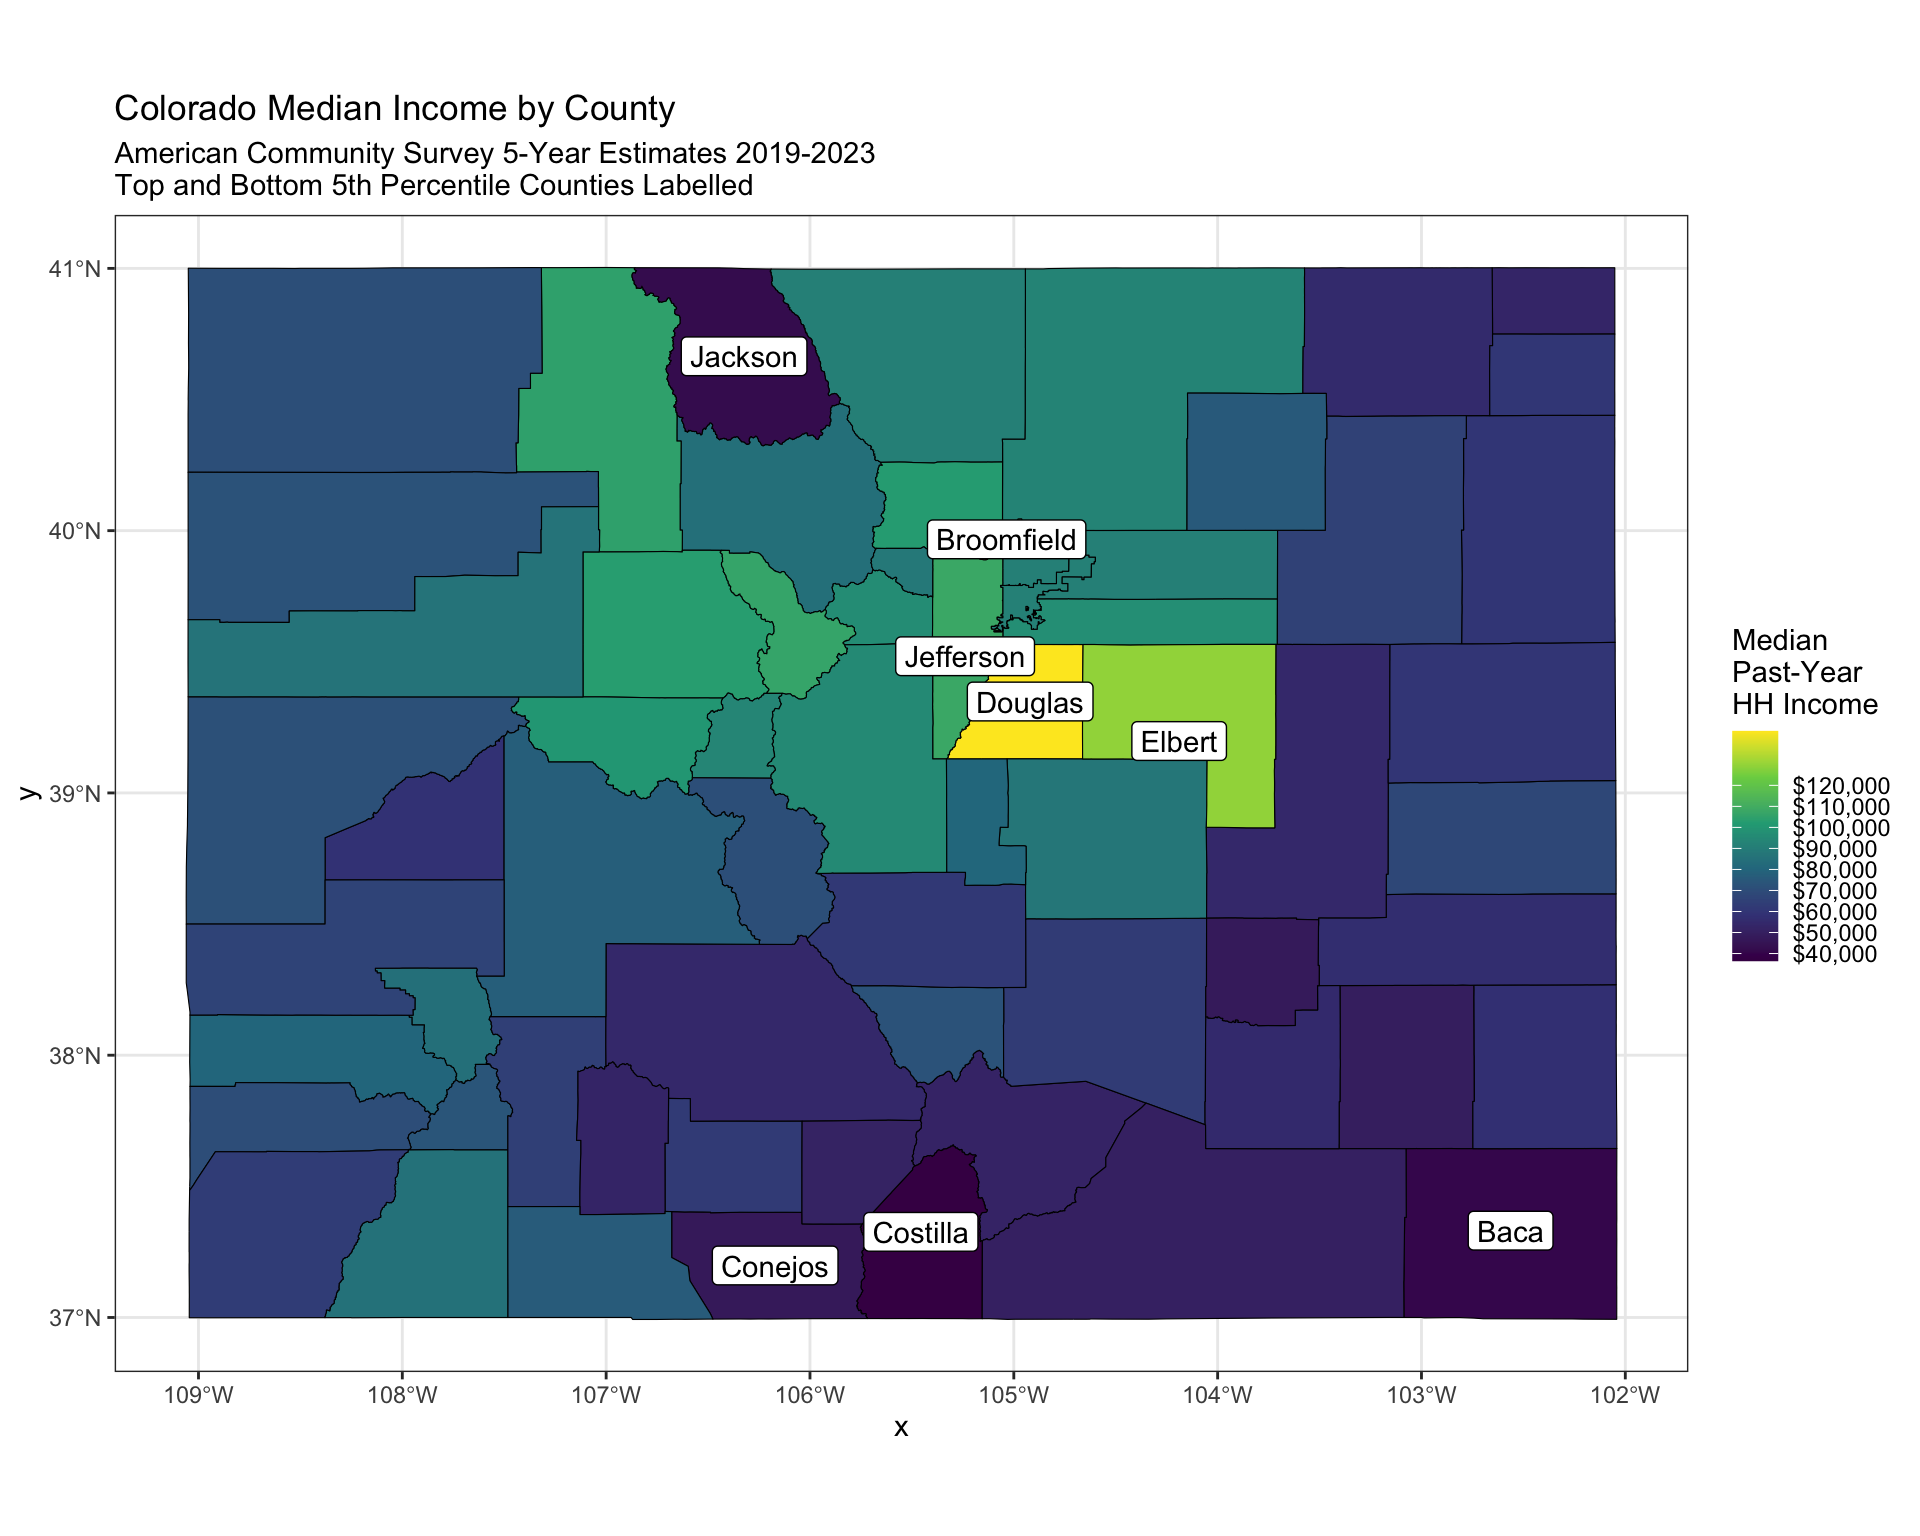 Colorado Median Income by County
American Community Survey 5-Year Estimates 2019-2023
Top and Bottom 5th Percentile Counties Labelled
41°N
40°N
39°N
38°N
37°N
y
Jackson
Broomfield
Jefferson
Douglas
Elbert
Costilla
Baca
Conejos
109°W
108°W
107°W
106°W
105°W
104°W
103°W
102°W
x
Median
Past-Year
HH Income
$120,000
$110,000
$100,000
$90,000
$80,000
$70,000
$60,000
$50,000
$40,000